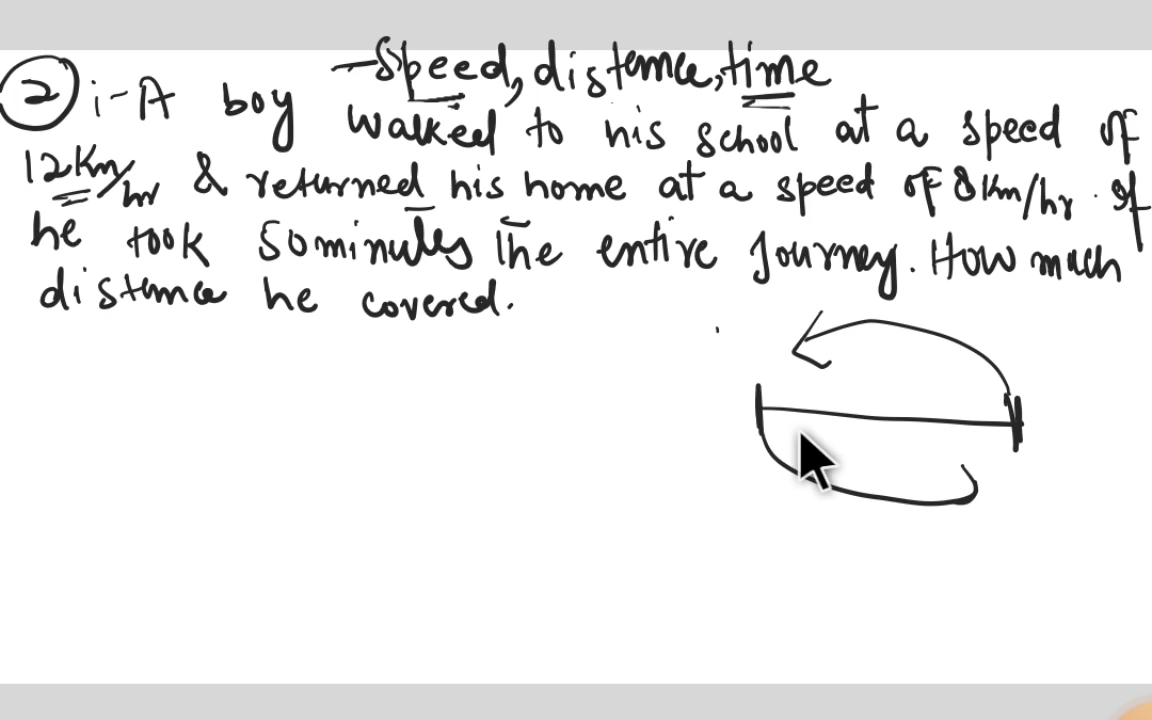 - Speed, distance, time
② i - A boy walked to his school at a speed of
12 Km/hr & returned his home at a speed of 8 Km/hr. If
he took 50 minutes the entire Journey. How much
distance he covered.